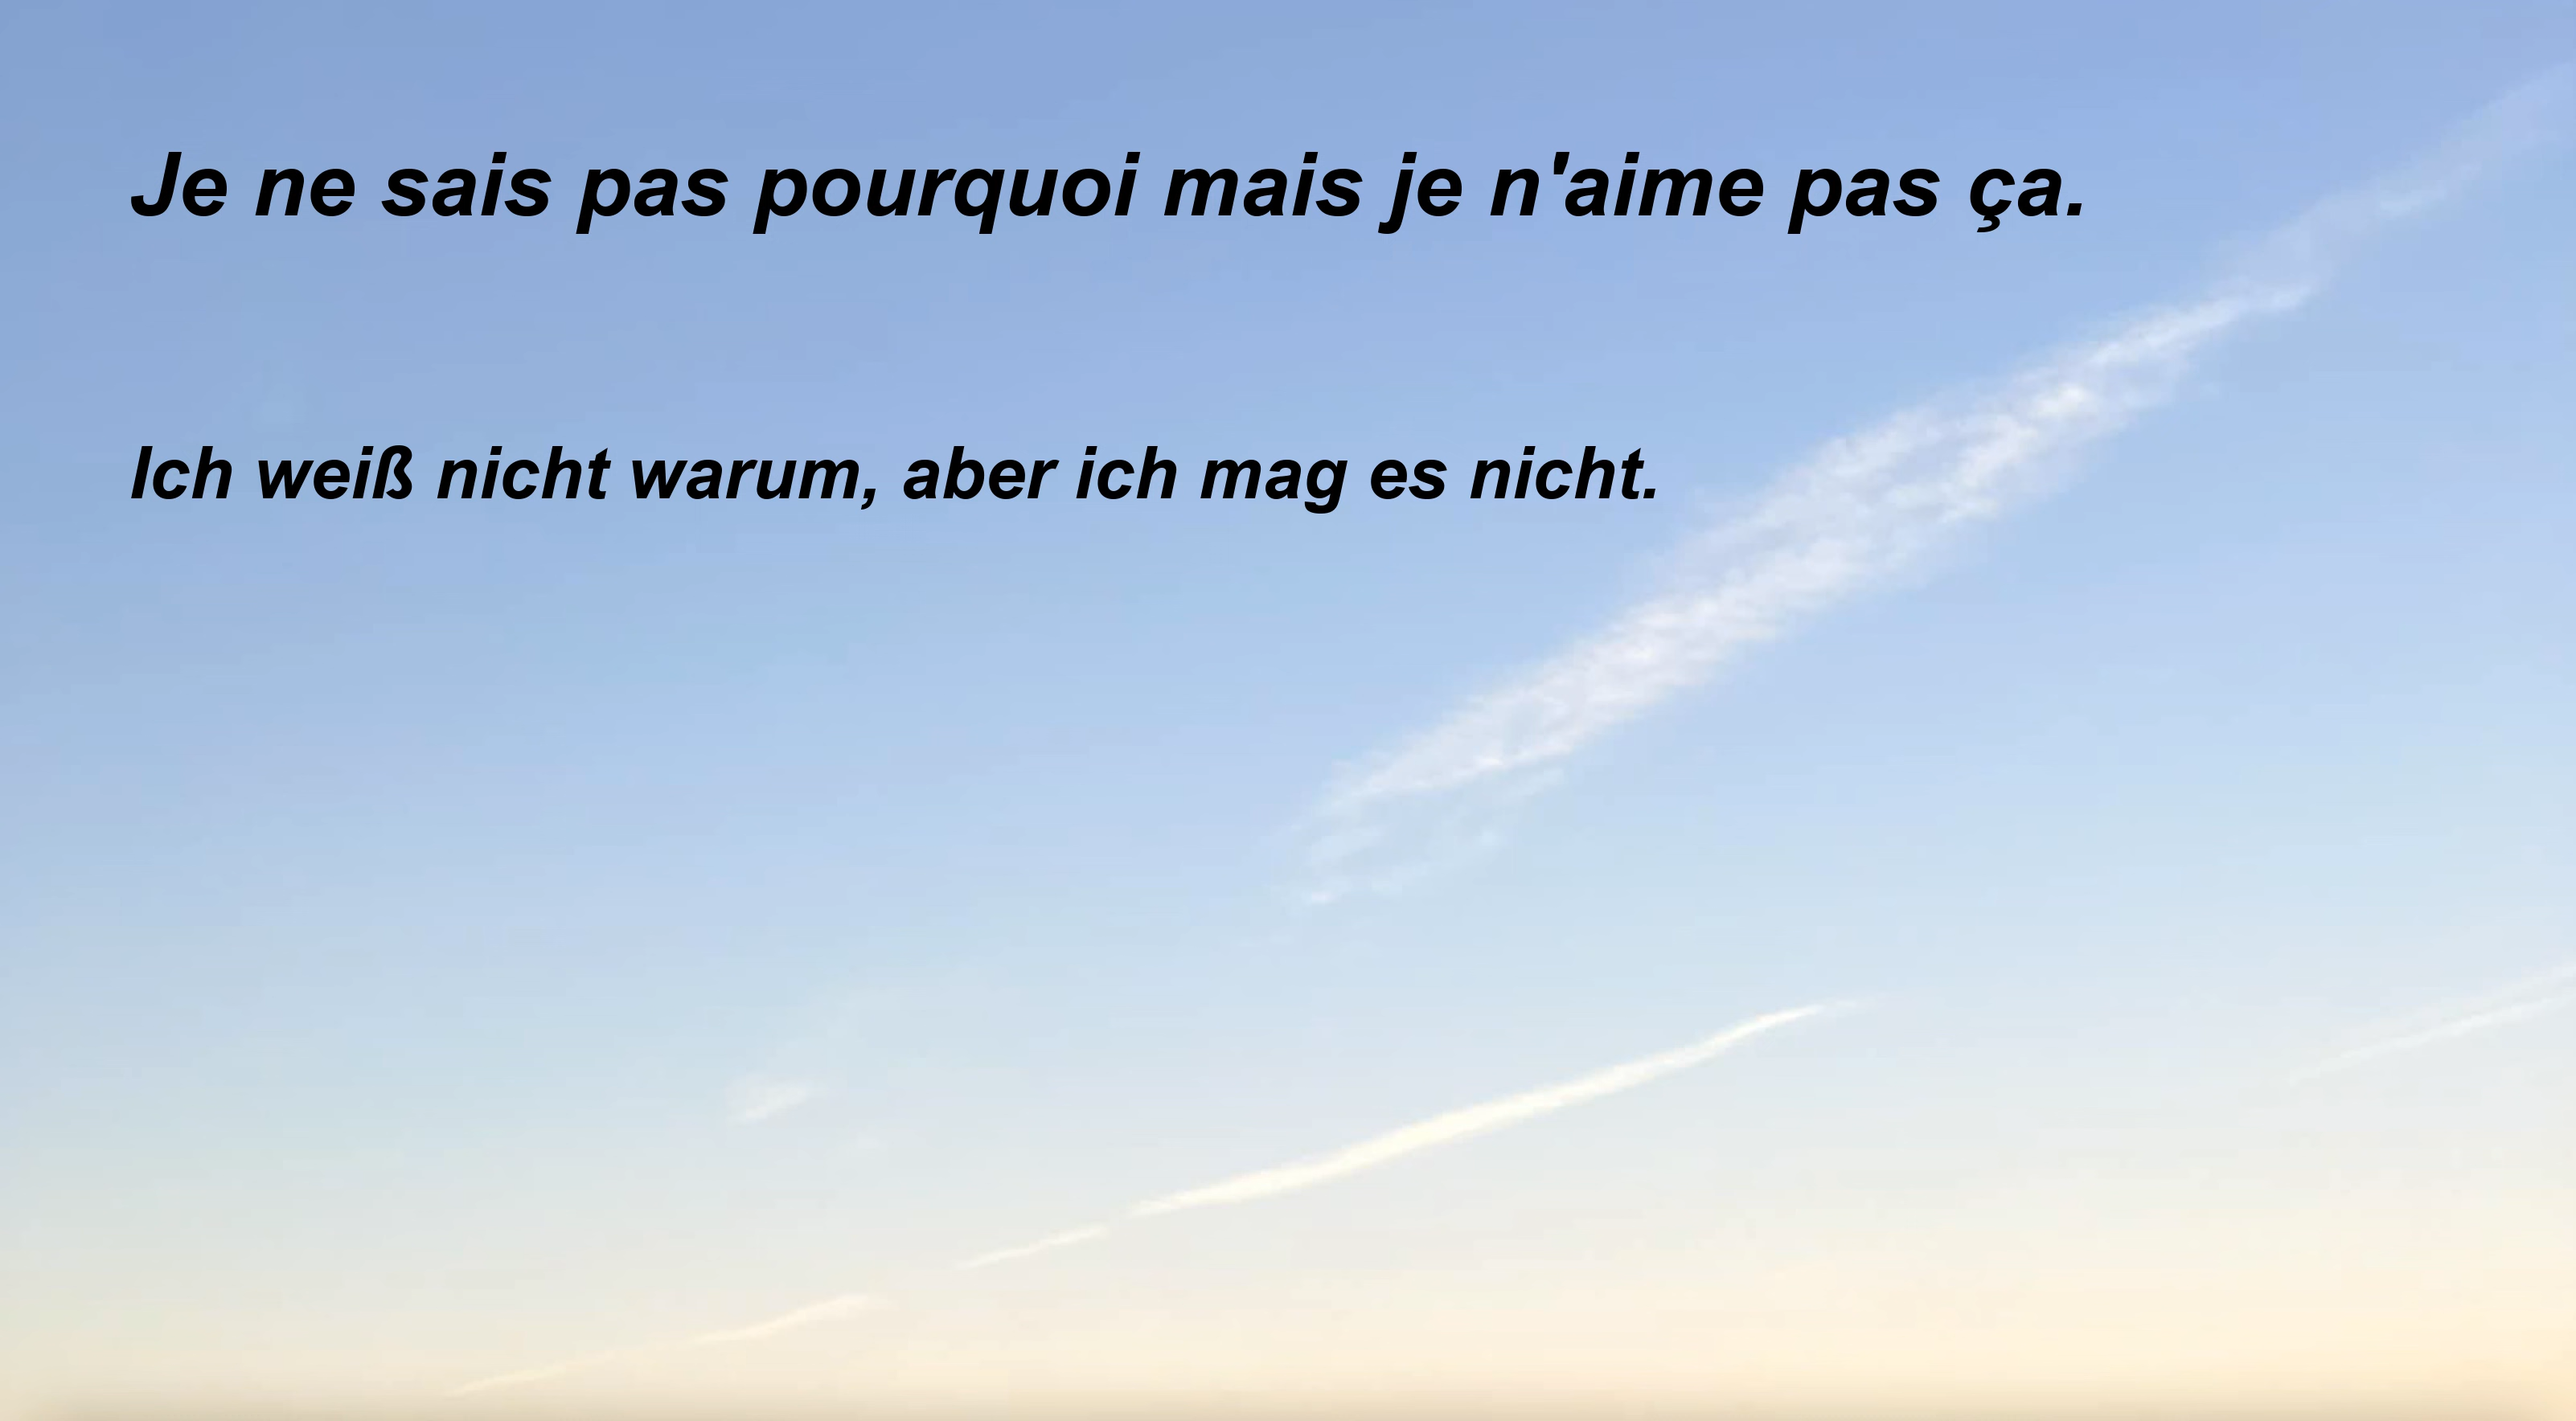 Je ne sais pas pourquoi mais je n'aime pas ça.
Ich weiß nicht warum, aber ich mag es nicht.